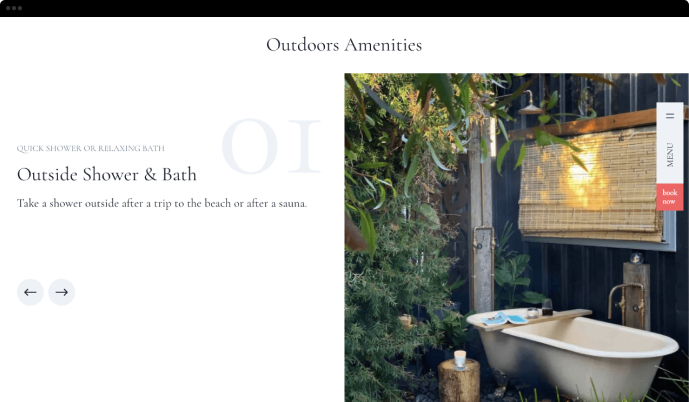 Outdoors Amenities
01
QUICK SHOWER OR RELAXING BATH
Outside Shower & Bath
Take a shower outside after a trip to the beach or after a sauna.
MENU
book
now